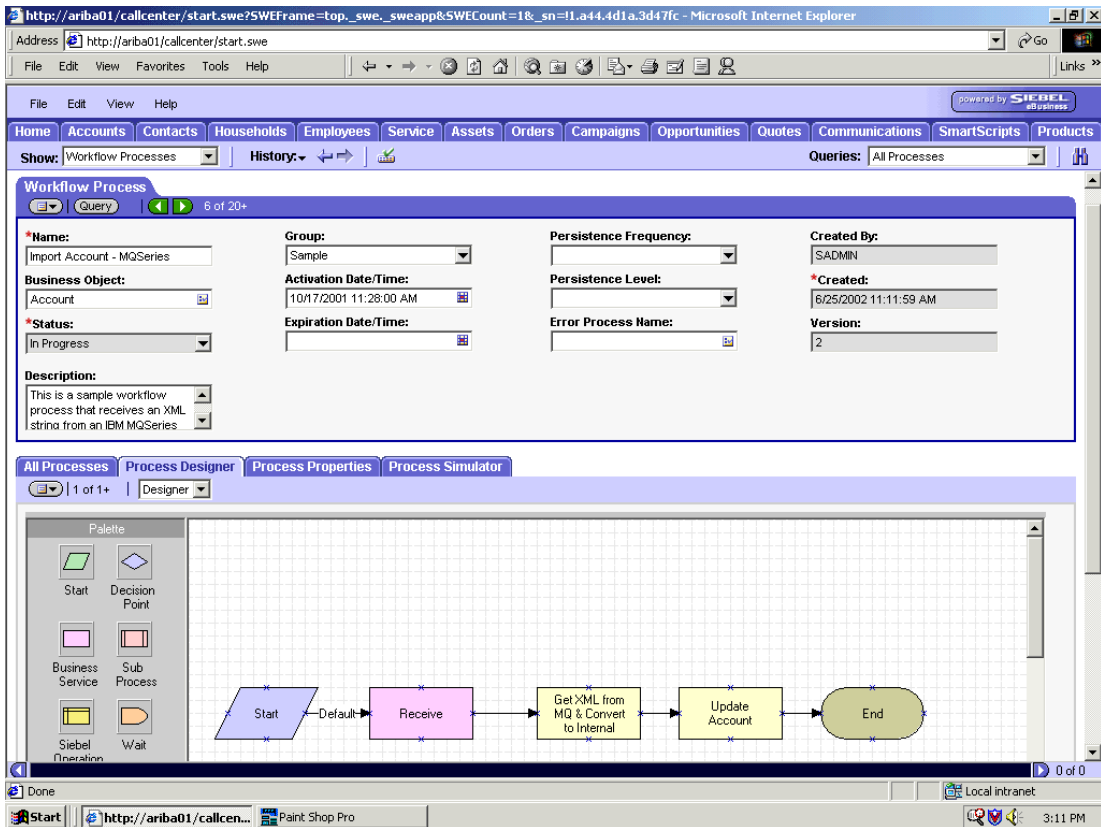 http://ariba01/callcenter/start.swe?SWEFrame=top._swe._sweapp&SWECount=1&_sn=!1.a44.4d1a.3d47fc - Microsoft Internet Explorer
Address http://ariba01/callcenter/start.swe Go
File Edit View Favorites Tools Help Links »
File Edit View Help powered by SIEBEL eBusiness
Home Accounts Contacts Households Employees Service Assets Orders Campaigns Opportunities Quotes Communications SmartScripts Products
Show: Workflow Processes History: Queries: All Processes
Workflow Process
Query 6 of 20+
*Name: Group: Persistence Frequency: Created By:
Import Account - MQSeries Sample SADMIN
Business Object: Activation Date/Time: Persistence Level: *Created:
Account 10/17/2001 11:28:00 AM 6/25/2002 11:11:59 AM
*Status: Expiration Date/Time: Error Process Name: Version:
In Progress 2
Description:
This is a sample workflow
process that receives an XML
string from an IBM MQSeries
All Processes Process Designer Process Properties Process Simulator
1 of 1+ Designer
Palette
Start Decision
Point
Business Sub
Service Process
Siebel Wait
Operation
Start Default Receive
Get XML from
MQ & Convert
to Internal
Update
Account
End
0 of 0
Done Local intranet
Start http://ariba01/callcen... Paint Shop Pro 3:11 PM